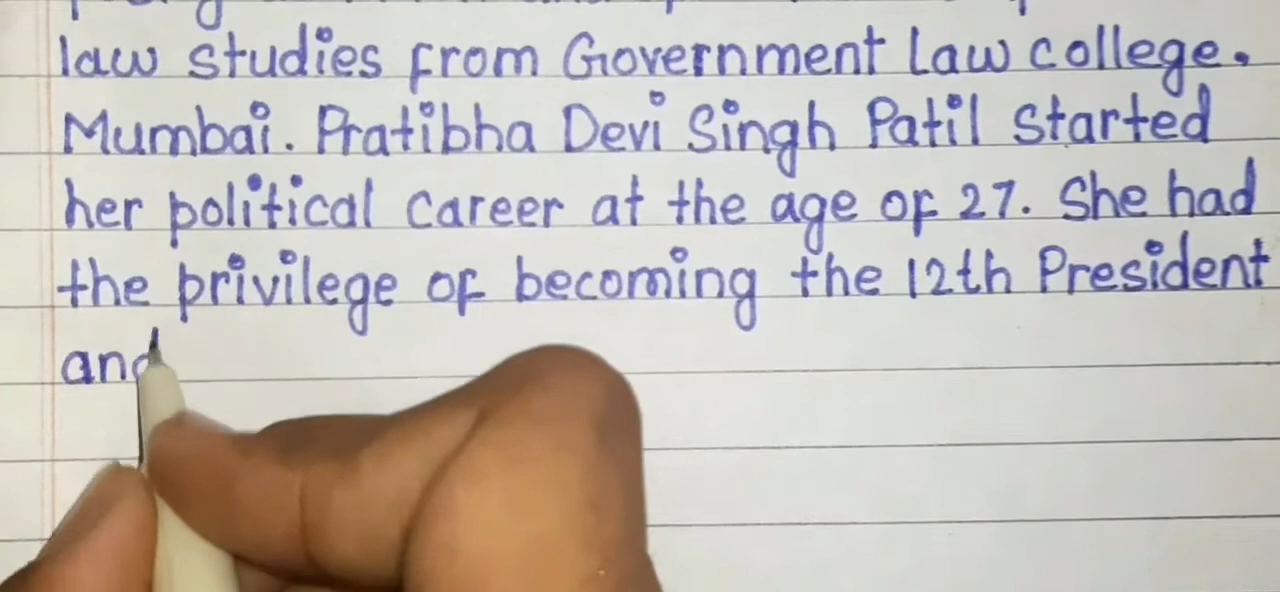 law studies from Government Law college,
Mumbai. Pratibha Devi Singh Patil started
her political career at the age of 27. She had
the privilege of becoming the 12th President
and